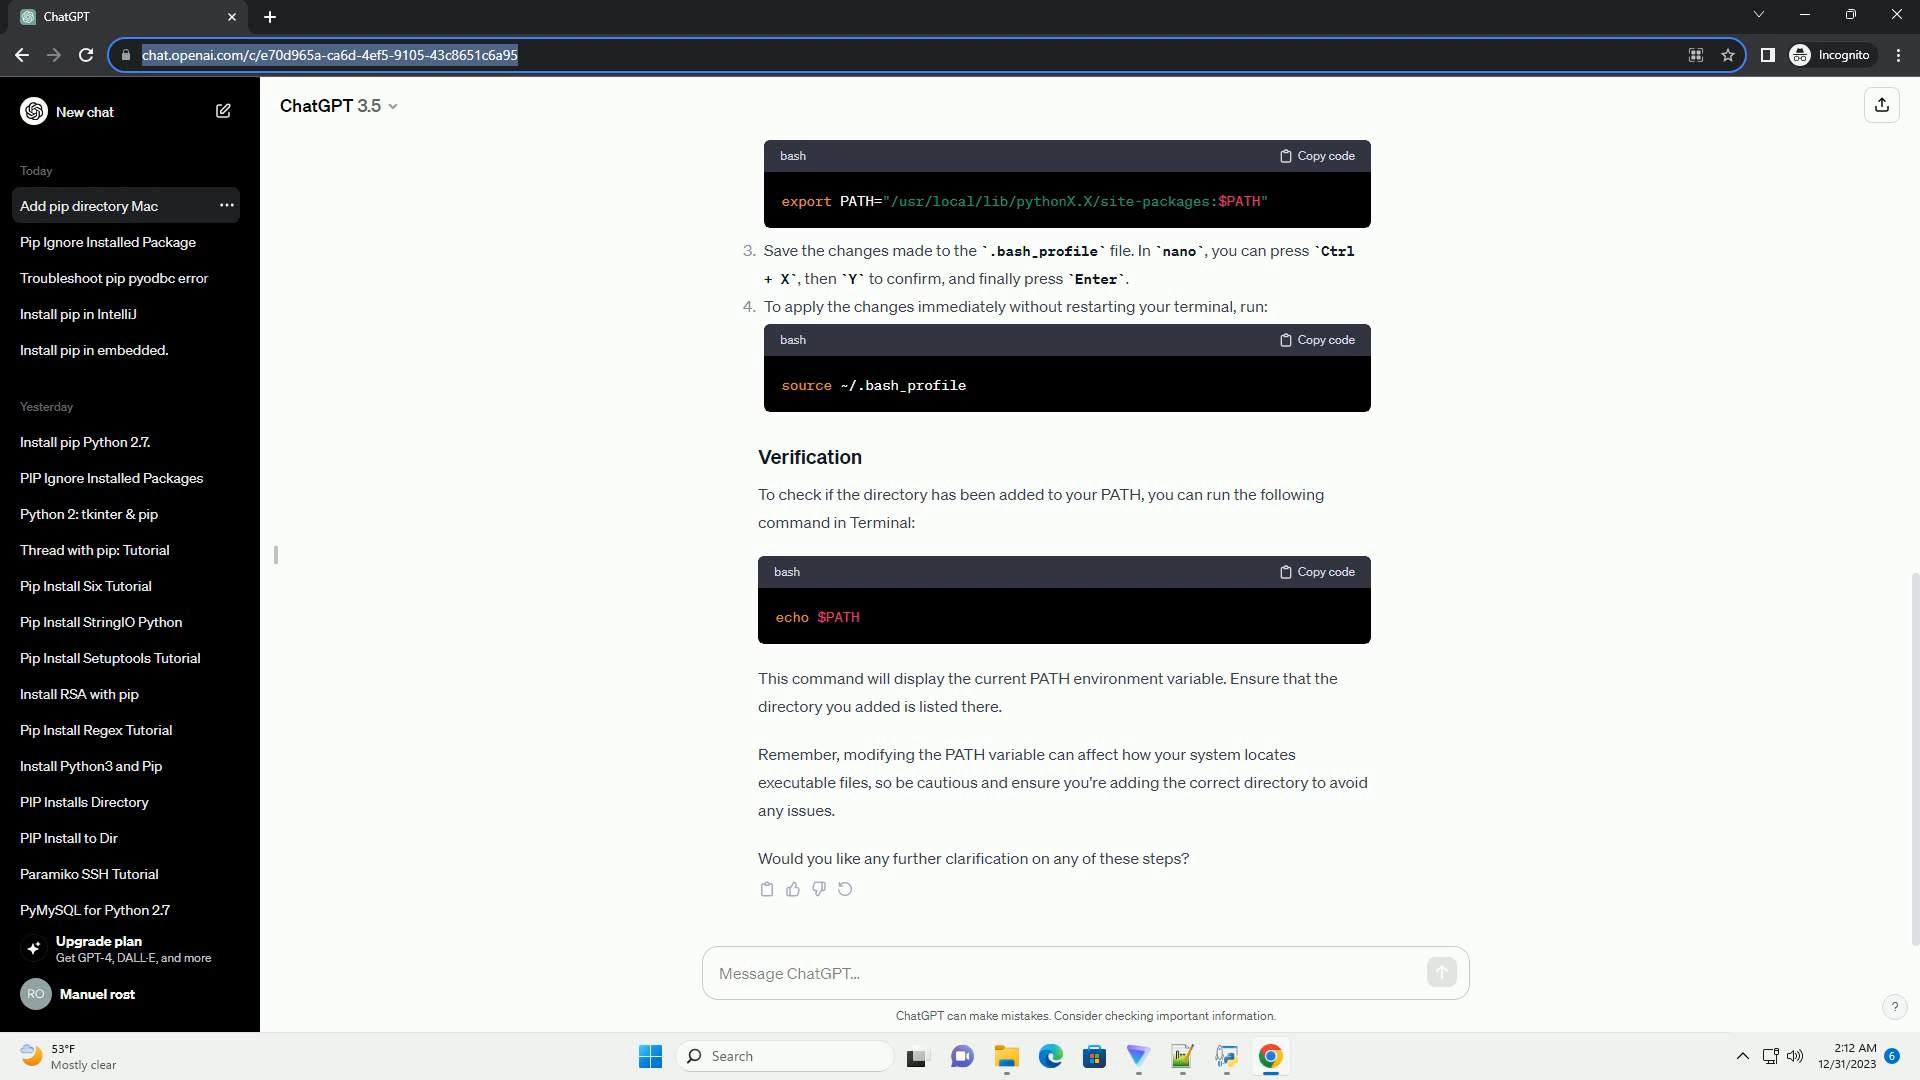 ChatGPT
chat.openai.com/c/e70d965a-ca6d-4ef5-9105-43c8651c6a95
Incognito
New chat
Today
Add pip directory Mac
Pip Ignore Installed Package
Troubleshoot pip pyodbc error
Install pip in IntelliJ
Install pip in embedded.
Yesterday
Install pip Python 2.7.
PIP Ignore Installed Packages
Python 2: tkinter & pip
Thread with pip: Tutorial
Pip Install Six Tutorial
Pip Install StringIO Python
Pip Install Setuptools Tutorial
Install RSA with pip
Pip Install Regex Tutorial
Install Python3 and Pip
PIP Installs Directory
PIP Install to Dir
Paramiko SSH Tutorial
PyMySQL for Python 2.7
Upgrade plan
Get GPT-4, DALL·E, and more
RO Manuel rost
ChatGPT 3.5
bash Copy code
export PATH="/usr/local/lib/pythonX.X/site-packages:$PATH"
3. Save the changes made to the `.bash_profile` file. In `nano`, you can press `Ctrl
+ X`, then `Y` to confirm, and finally press `Enter`.
4. To apply the changes immediately without restarting your terminal, run:
bash Copy code
source ~/.bash_profile
Verification
To check if the directory has been added to your PATH, you can run the following
command in Terminal:
bash Copy code
echo $PATH
This command will display the current PATH environment variable. Ensure that the
directory you added is listed there.
Remember, modifying the PATH variable can affect how your system locates
executable files, so be cautious and ensure you're adding the correct directory to avoid
any issues.
Would you like any further clarification on any of these steps?
Message ChatGPT...
ChatGPT can make mistakes. Consider checking important information.
?
53°F
Mostly clear
Search
2:12 AM
12/31/2023
6